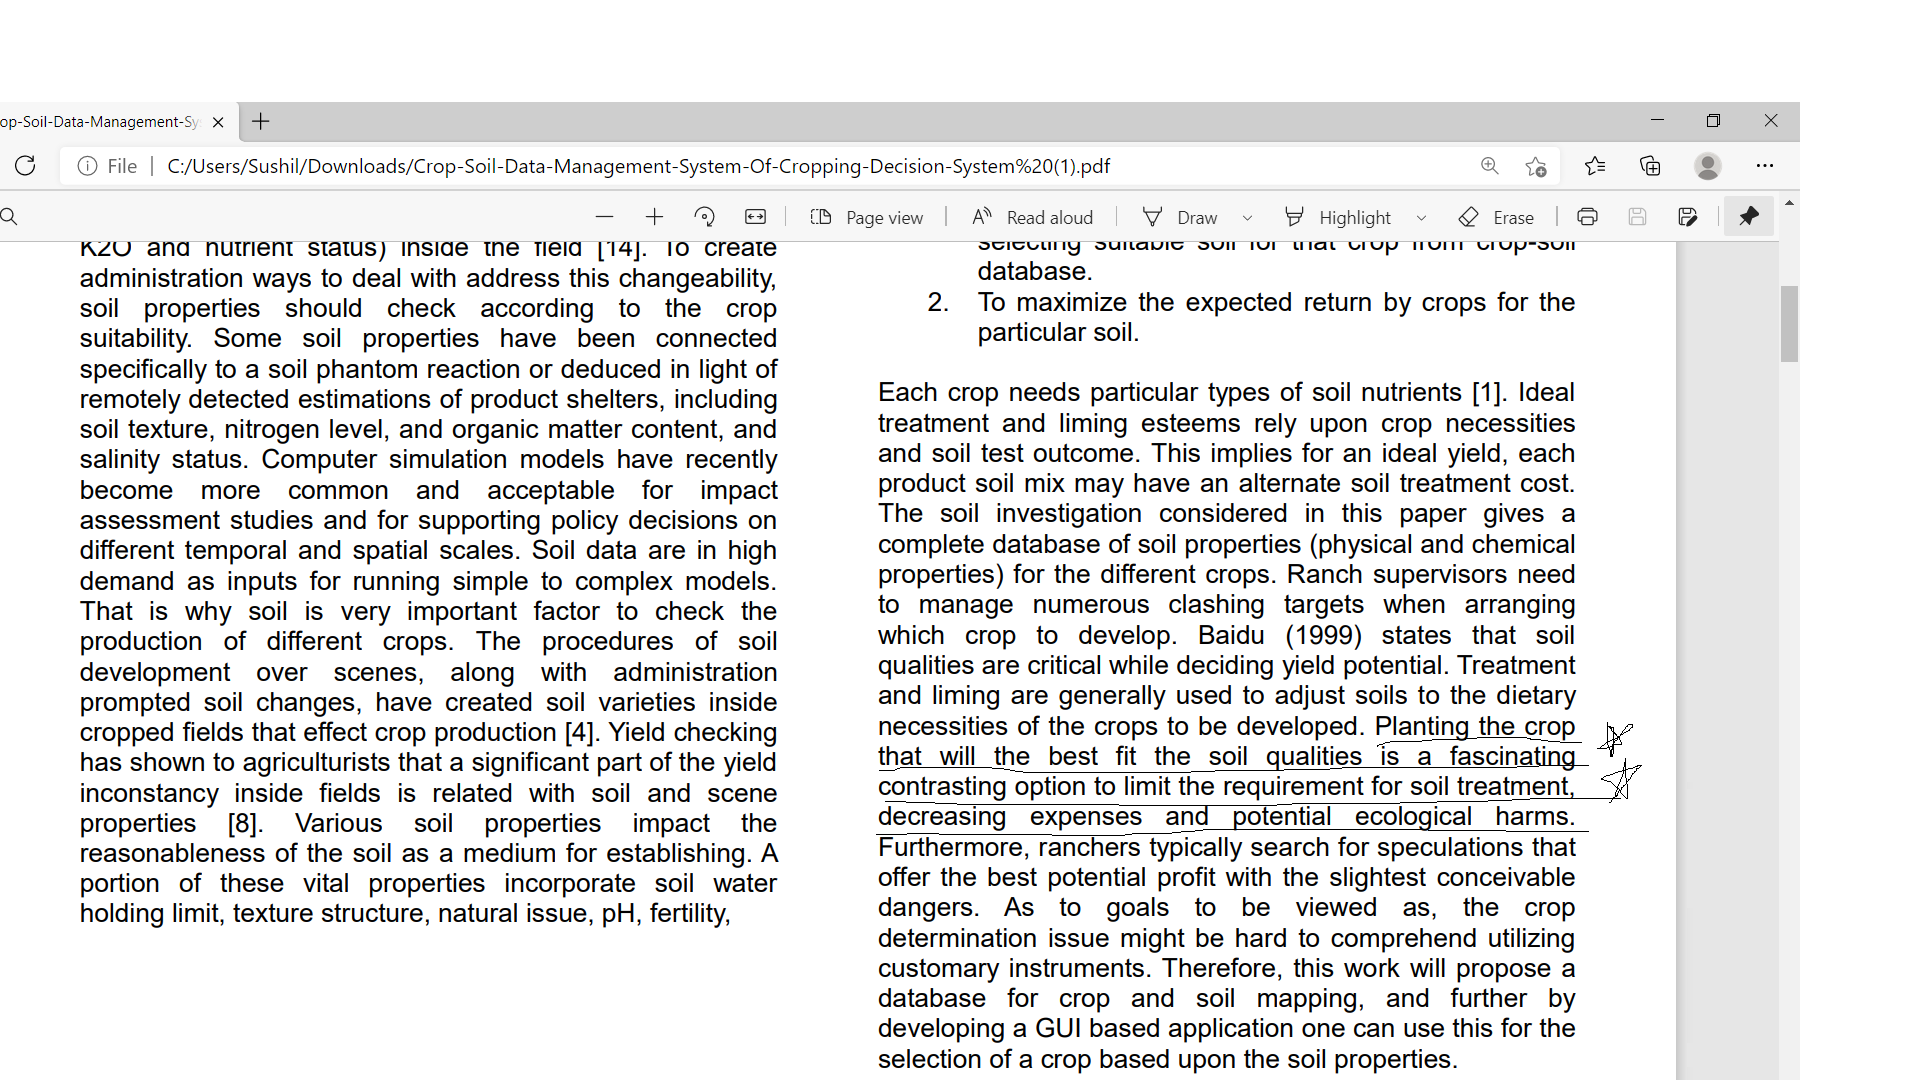 op-Soil-Data-Management-Sy
File
C:/Users/Sushil/Downloads/Crop-Soil-Data-Management-System-Of-Cropping-Decision-System%20(1).pdf
Page view
Read aloud
Draw
Highlight
Erase
K2O and nutrient status) inside the field [14]. To create
administration ways to deal with address this changeability,
soil properties should check according to the crop
suitability. Some soil properties have been connected
specifically to a soil phantom reaction or deduced in light of
remotely detected estimations of product shelters, including
soil texture, nitrogen level, and organic matter content, and
salinity status. Computer simulation models have recently
become more common and acceptable for impact
assessment studies and for supporting policy decisions on
different temporal and spatial scales. Soil data are in high
demand as inputs for running simple to complex models.
That is why soil is very important factor to check the
production of different crops. The procedures of soil
development over scenes, along with administration
prompted soil changes, have created soil varieties inside
cropped fields that effect crop production [4]. Yield checking
has shown to agriculturists that a significant part of the yield
inconstancy inside fields is related with soil and scene
properties [8]. Various soil properties impact the
reasonableness of the soil as a medium for establishing. A
portion of these vital properties incorporate soil water
holding limit, texture structure, natural issue, pH, fertility,
selecting suitable soil for that crop from crop-soil
database.
2. To maximize the expected return by crops for the
particular soil.
Each crop needs particular types of soil nutrients [1]. Ideal
treatment and liming esteems rely upon crop necessities
and soil test outcome. This implies for an ideal yield, each
product soil mix may have an alternate soil treatment cost.
The soil investigation considered in this paper gives a
complete database of soil properties (physical and chemical
properties) for the different crops. Ranch supervisors need
to manage numerous clashing targets when arranging
which crop to develop. Baidu (1999) states that soil
qualities are critical while deciding yield potential. Treatment
and liming are generally used to adjust soils to the dietary
necessities of the crops to be developed. Planting the crop
that will the best fit the soil qualities is a fascinating
contrasting option to limit the requirement for soil treatment,
decreasing expenses and potential ecological harms.
Furthermore, ranchers typically search for speculations that
offer the best potential profit with the slightest conceivable
dangers. As to goals to be viewed as, the crop
determination issue might be hard to comprehend utilizing
customary instruments. Therefore, this work will propose a
database for crop and soil mapping, and further by
developing a GUI based application one can use this for the
selection of a crop based upon the soil properties.